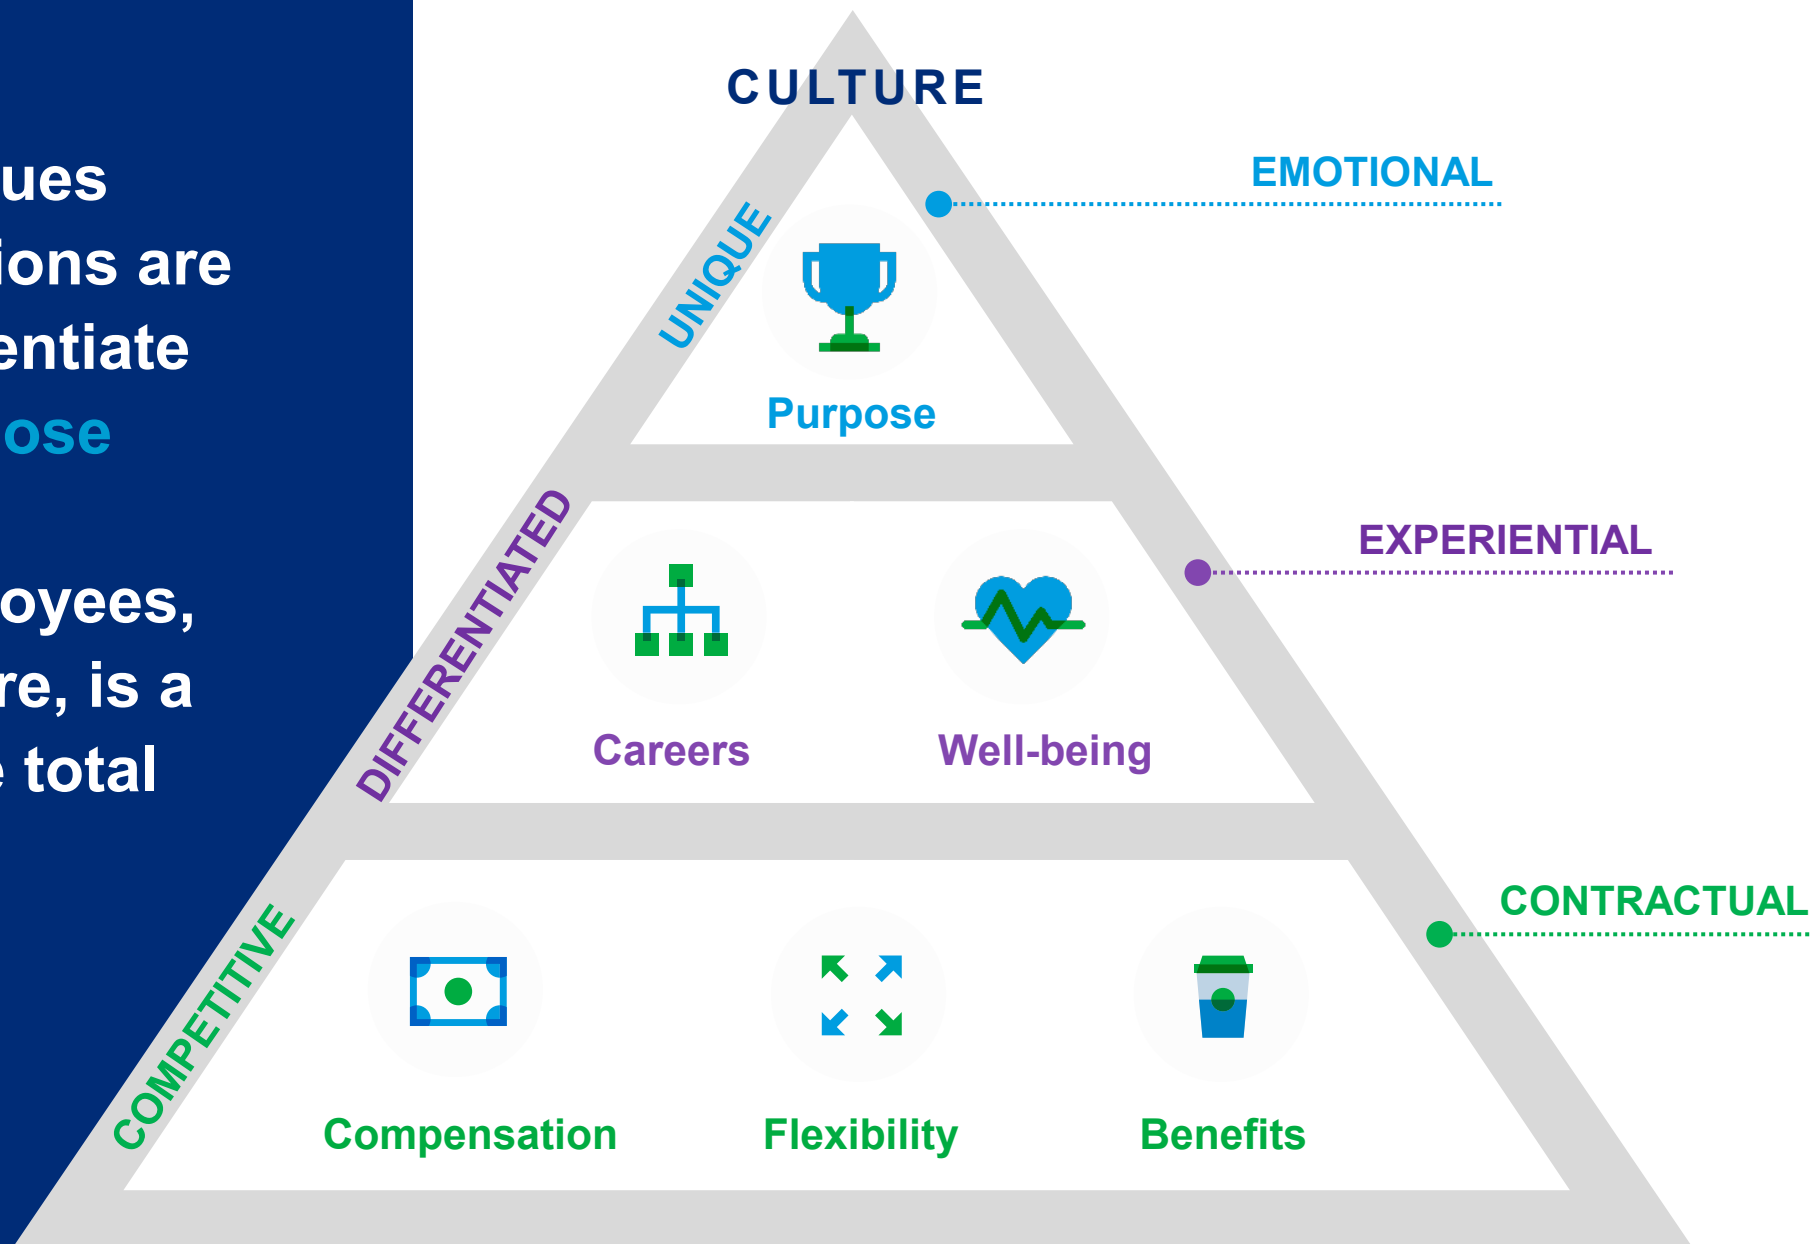 ues
ions are
entiate
ose
oyees,
re, is a
e total
CULTURE
EMOTIONAL
UNIQUE
Purpose
EXPERIENTIAL
DIFFERENTIATED
Careers
Well-being
CONTRACTUAL
COMPETITIVE
Compensation
Flexibility
Benefits